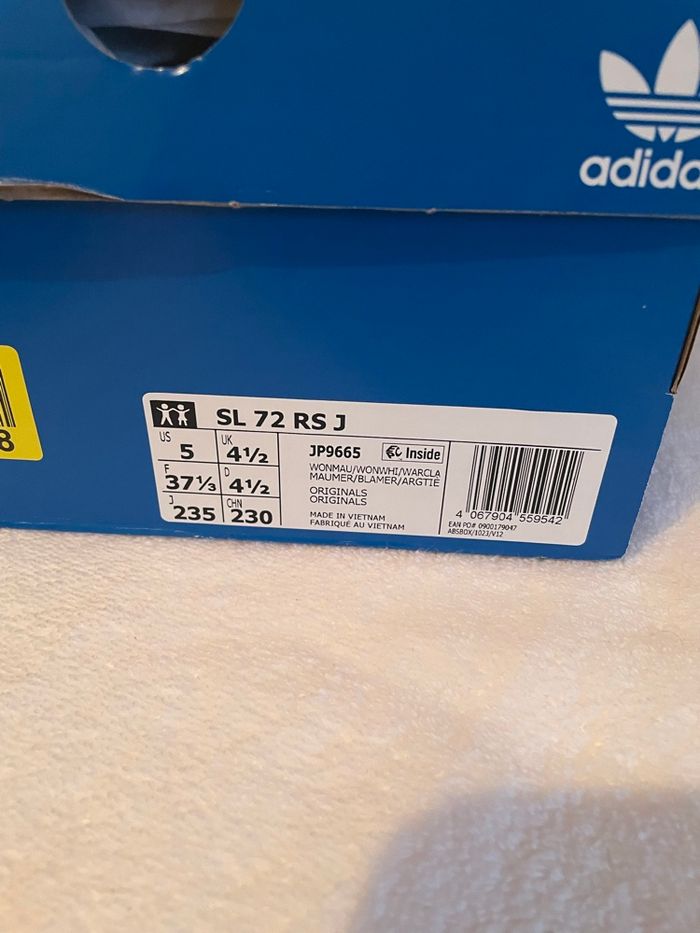 adidas
8
SL 72 RS J
US 5 UK 4½
F 37⅓ D 4½
J 235 CHN 230
JP9665 Inside
WONMAU/WONWHI/WARCLA
MAUMER/BLAMER/ARGTIÈ
ORIGINALS
ORIGINALS
MADE IN VIETNAM
FABRIQUÉ AU VIETNAM
4 067904 559542
EAN PO# 0900179047
ABSBOX/1023/V12